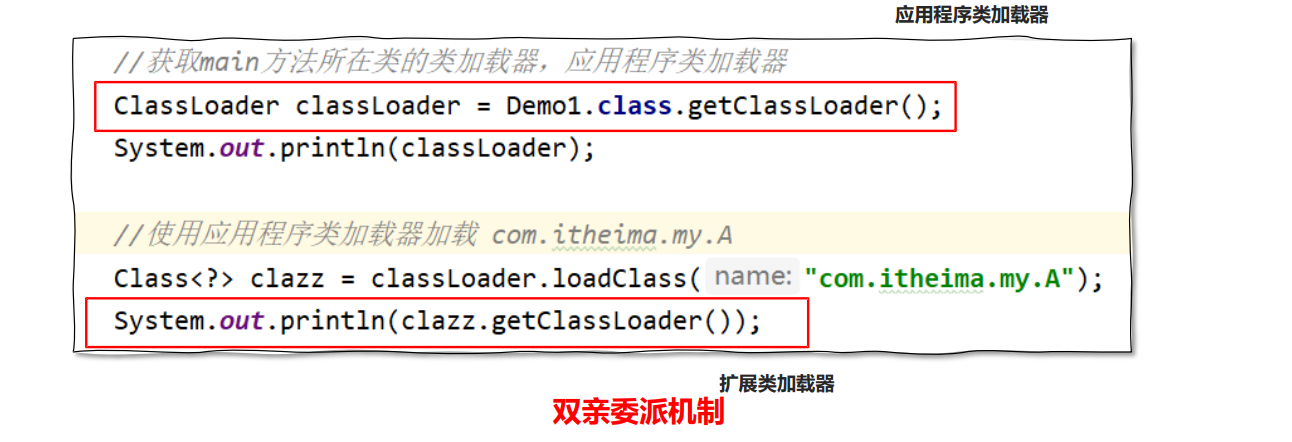 应用程序类加载器
//获取main方法所在类的类加载器，应用程序类加载器
ClassLoader classLoader = Demo1.class.getClassLoader();
System.out.println(classLoader);
//使用应用程序类加载器加载 com.itheima.my.A
Class<?> clazz = classLoader.loadClass( name: "com.itheima.my.A");
System.out.println(clazz.getClassLoader());
扩展类加载器
双亲委派机制